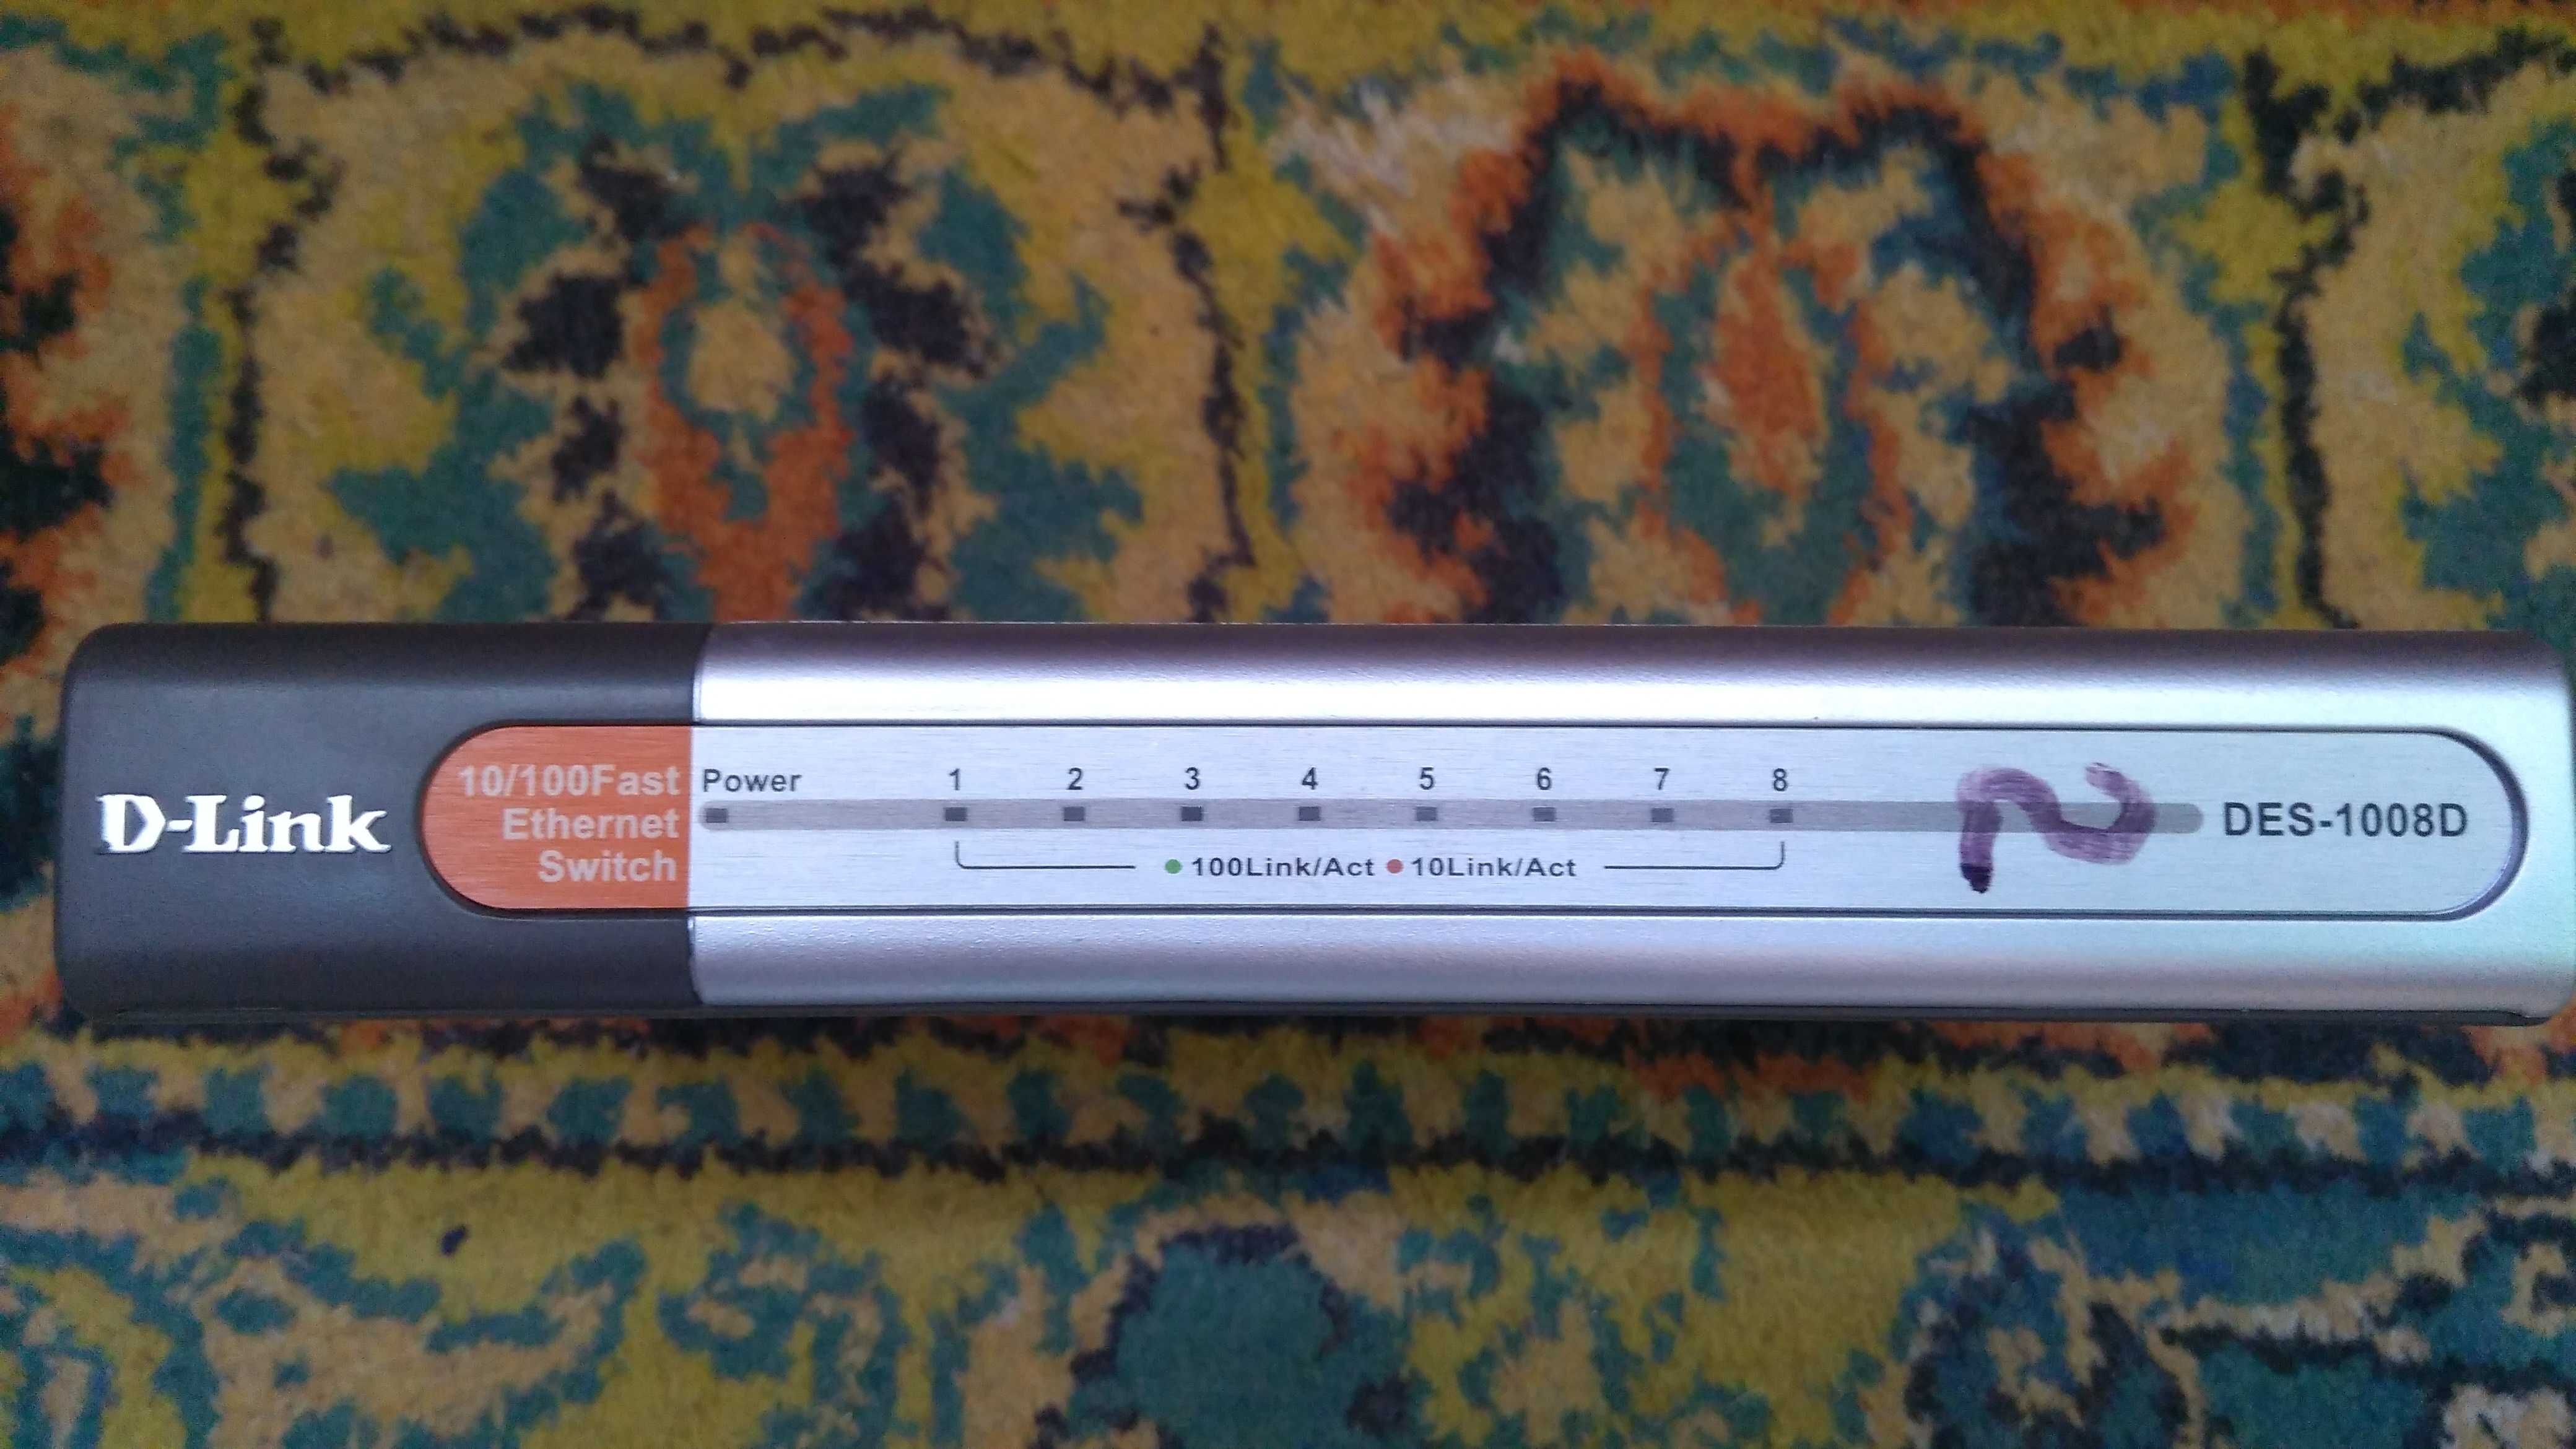 D-Link
10/100Fast
Ethernet
Switch
Power 1 2 3 4 5 6 7 8
100Link/Act 10Link/Act
DES-1008D